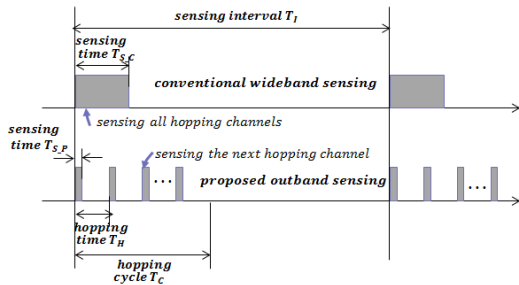 sensing interval T_I
sensing
time T_S_C
conventional wideband sensing
sensing all hopping channels
sensing
time T_S_P
sensing the next hopping channel
...
proposed outband sensing
...
hopping
time T_H
hopping
cycle T_C